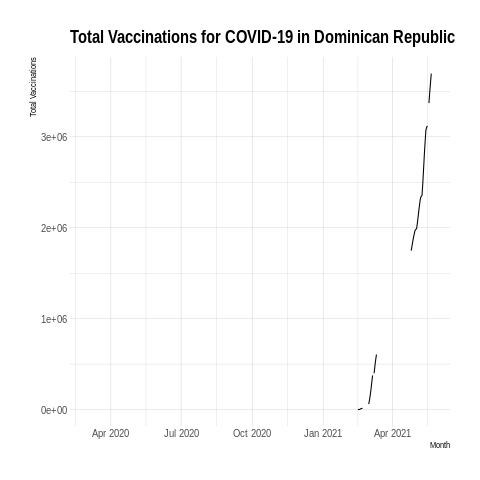 Total Vaccinations for COVID-19 in Dominican Republic
Total Vaccinations
3e+06
2e+06
1e+06
0e+00
Apr 2020 Jul 2020 Oct 2020 Jan 2021 Apr 2021
Month